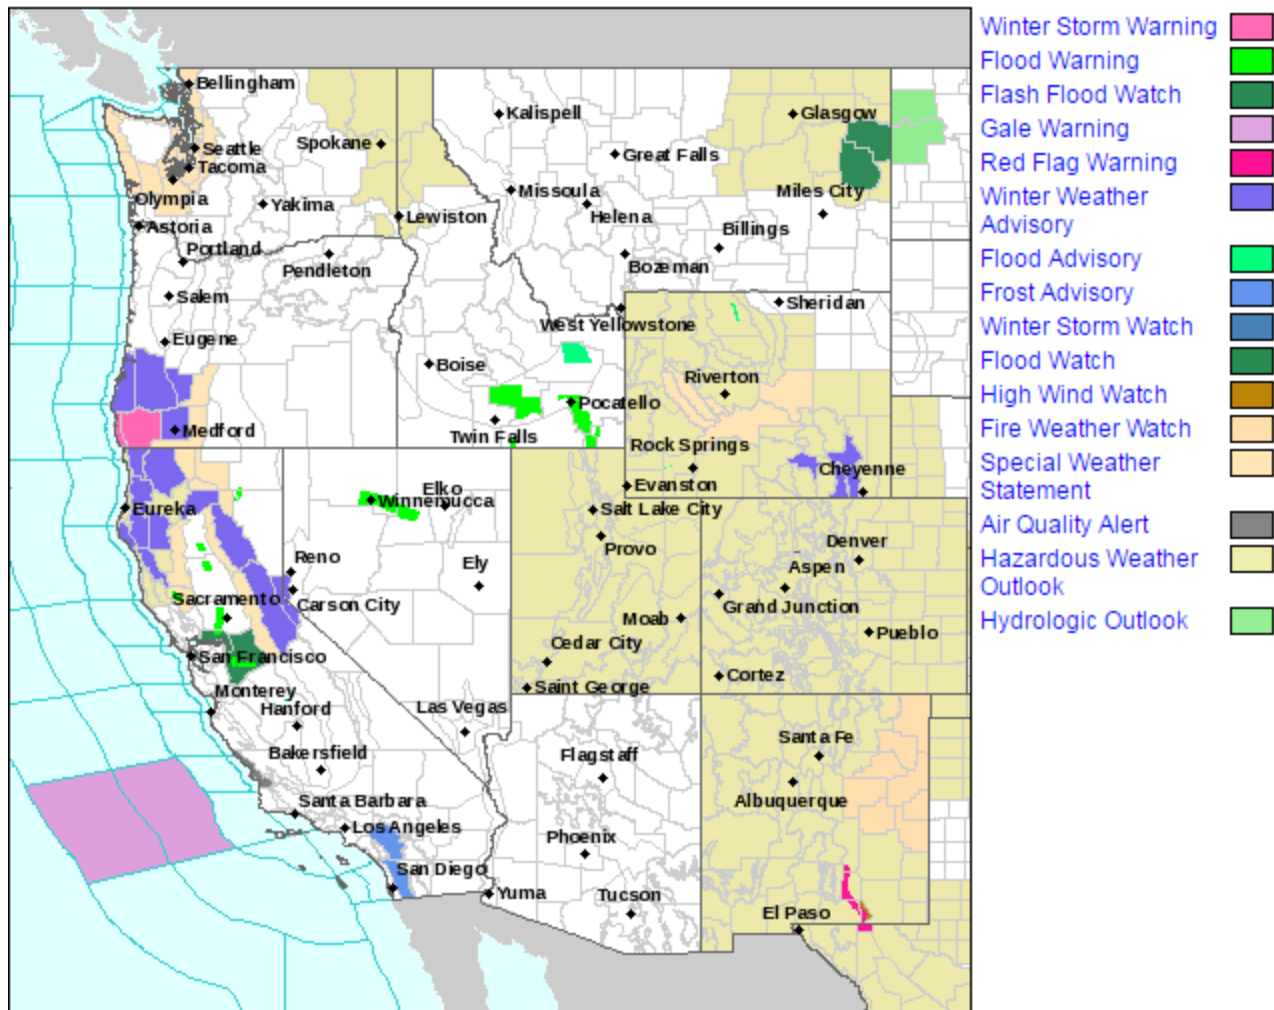 Bellingham
Seattle
Tacoma
Olympia
Spokane
Yakima
Astoria
Portland
Pendleton
Salem
Eugene
Medford
Kalispell
Great Falls
Missoula
Helena
Lewiston
Glasgow
Miles City
Billings
Bozeman
West Yellowstone
Sheridan
Boise
Pocatello
Twin Falls
Riverton
Rock Springs
Cheyenne
Evanston
Eureka
Elko
Winnemucca
Reno
Ely
Carson City
Sacramento
San Francisco
Monterey
Hanford
Las Vegas
Bakersfield
Santa Barbara
Los Angeles
San Diego
Salt Lake City
Provo
Moab
Cedar City
Saint George
Denver
Aspen
Grand Junction
Pueblo
Cortez
Flagstaff
Phoenix
Yuma
Tucson
Santa Fe
Albuquerque
El Paso
Winter Storm Warning
Flood Warning
Flash Flood Watch
Gale Warning
Red Flag Warning
Winter Weather
Advisory
Flood Advisory
Frost Advisory
Winter Storm Watch
Flood Watch
High Wind Watch
Fire Weather Watch
Special Weather
Statement
Air Quality Alert
Hazardous Weather
Outlook
Hydrologic Outlook